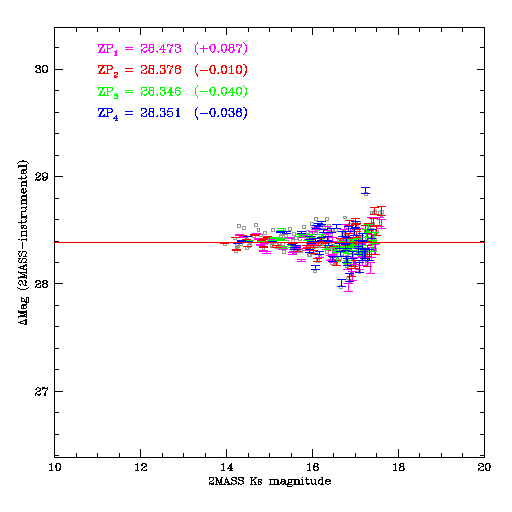 ZP1 = 28.473 (+0.087)
ZP2 = 28.376 (−0.010)
ZP3 = 28.346 (−0.040)
ZP4 = 28.351 (−0.036)
30
29
28
27
ΔMag (2MASS−instrumental)
10 12 14 16 18 20
2MASS Ks magnitude